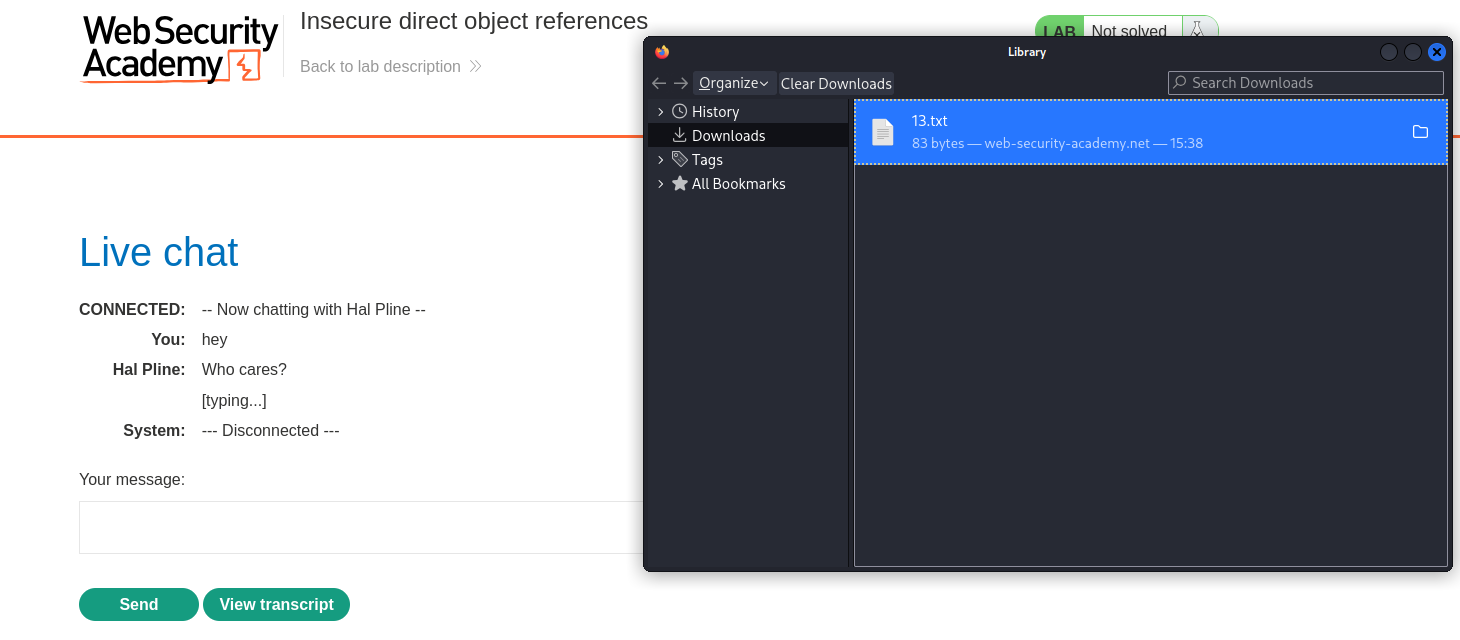 Web Security
Academy
Insecure direct object references
Back to lab description
LAB Not solved
Library
Organize Clear Downloads
Search Downloads
History
Downloads
Tags
All Bookmarks
13.txt
83 bytes — web-security-academy.net — 15:38
Live chat
CONNECTED: -- Now chatting with Hal Pline --
You: hey
Hal Pline: Who cares?
[typing...]
System: --- Disconnected ---
Your message:
Send View transcript